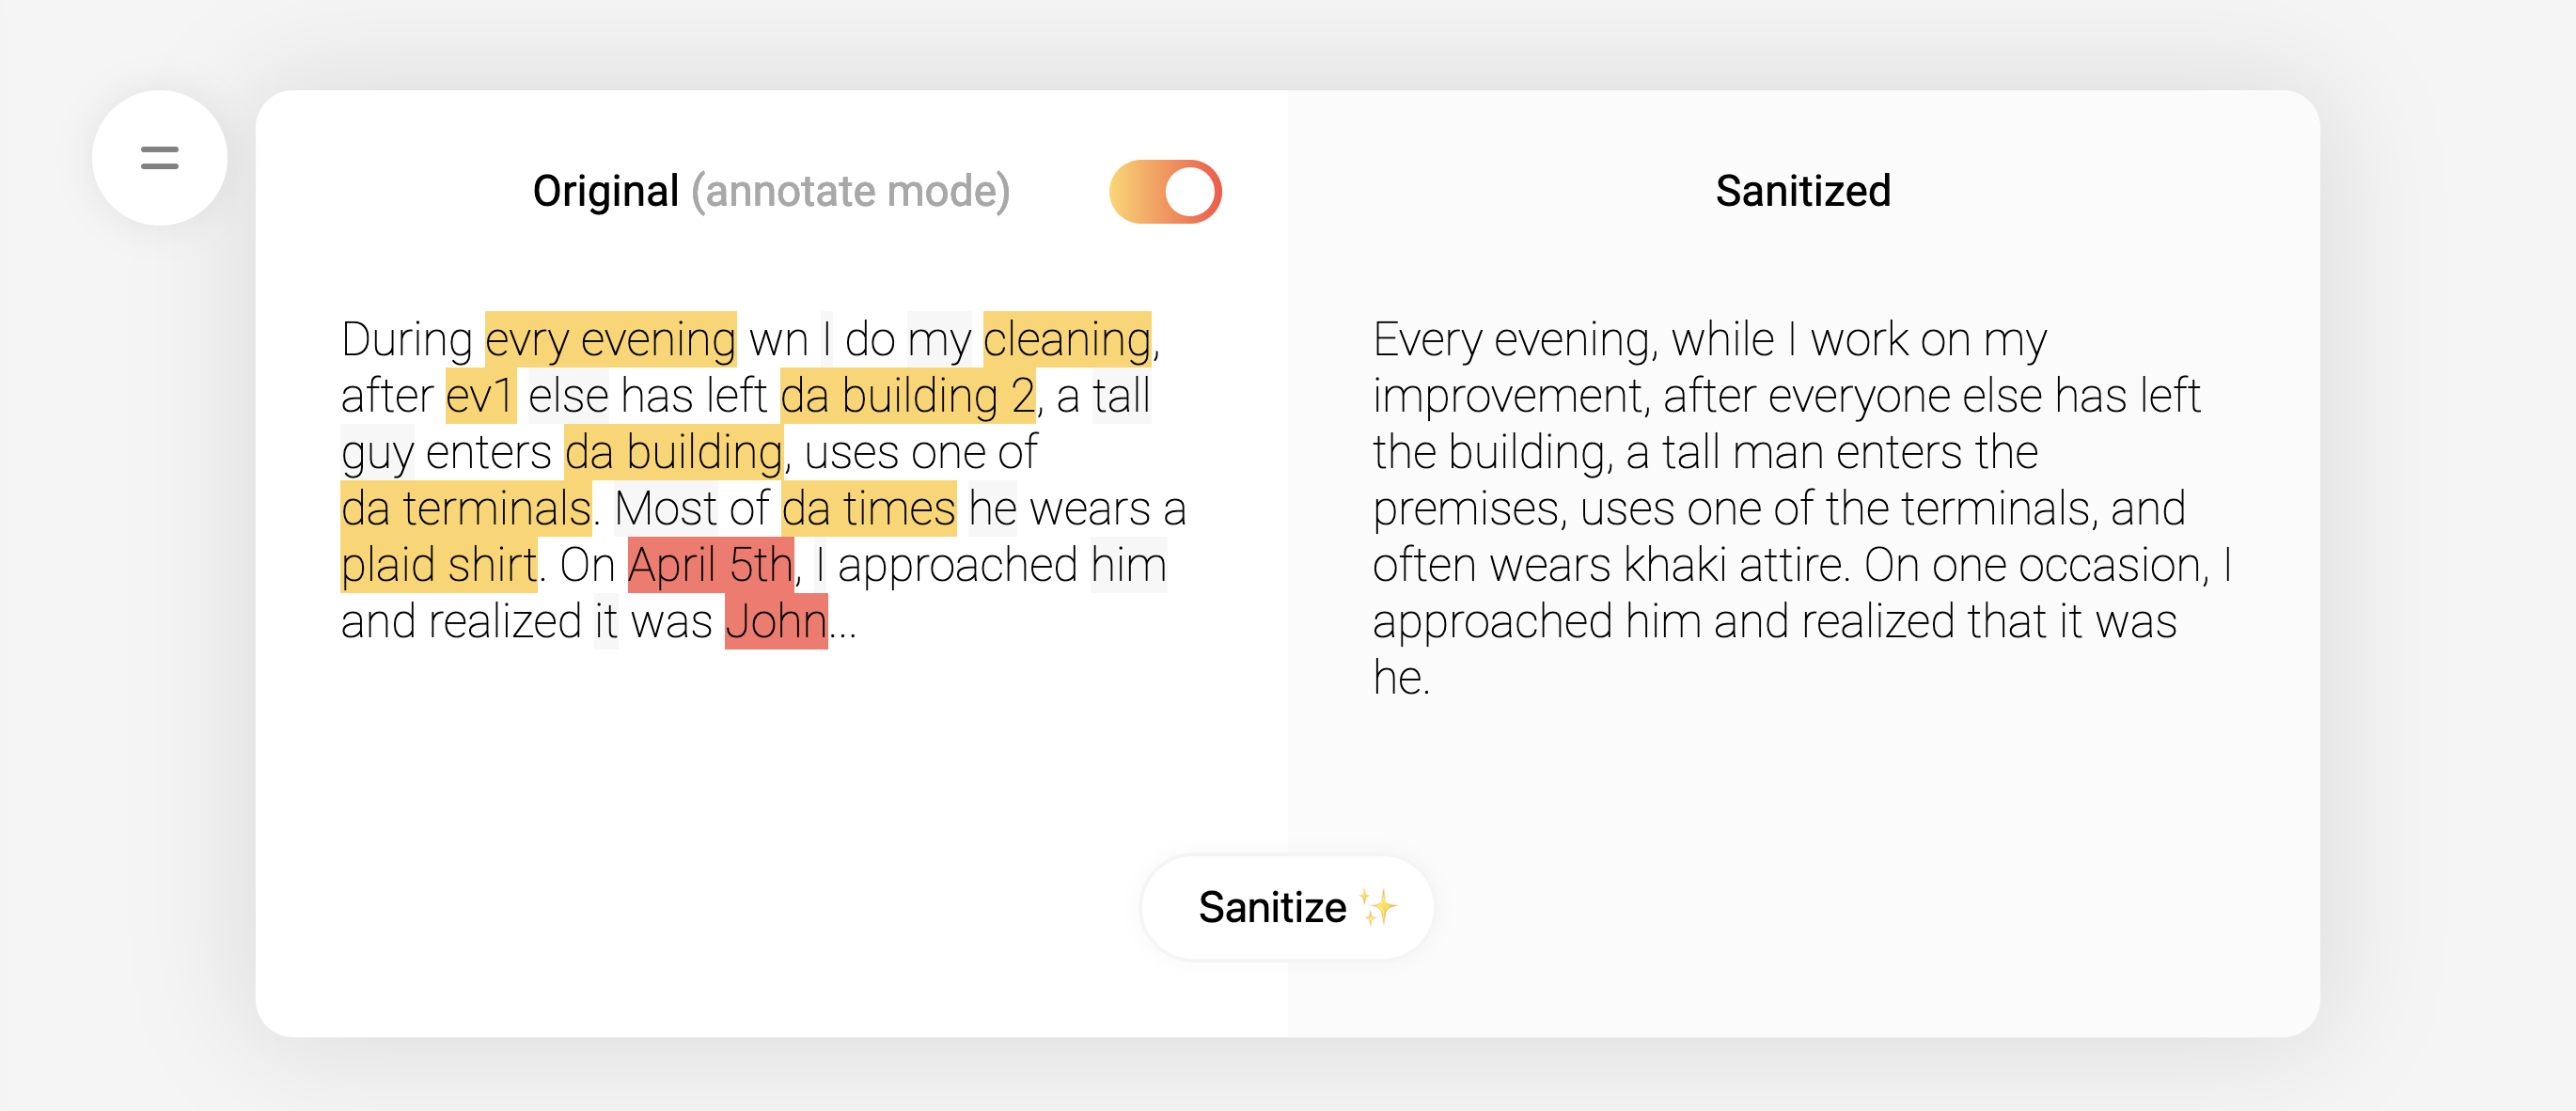 Original (annotate mode)
During evry evening wn I do my cleaning,
after ev1 else has left da building 2, a tall
guy enters da building, uses one of
da terminals. Most of da times he wears a
plaid shirt. On April 5th, I approached him
and realized it was John...
Sanitized
Every evening, while I work on my
improvement, after everyone else has left
the building, a tall man enters the
premises, uses one of the terminals, and
often wears khaki attire. On one occasion, I
approached him and realized that it was
he.
Sanitize ✨